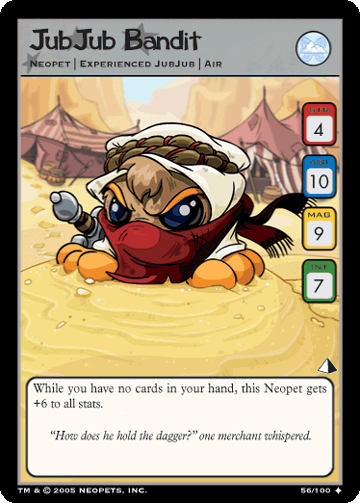 JubJub Bandit
Neopet | Experienced JubJub | Air
STR
4
AGI
10
MAG
9
INT
7
While you have no cards in your hand, this Neopet gets
+6 to all stats.
"How does he hold the dagger?" one merchant whispered.
TM & © 2005 NEOPETS, INC.
56/100